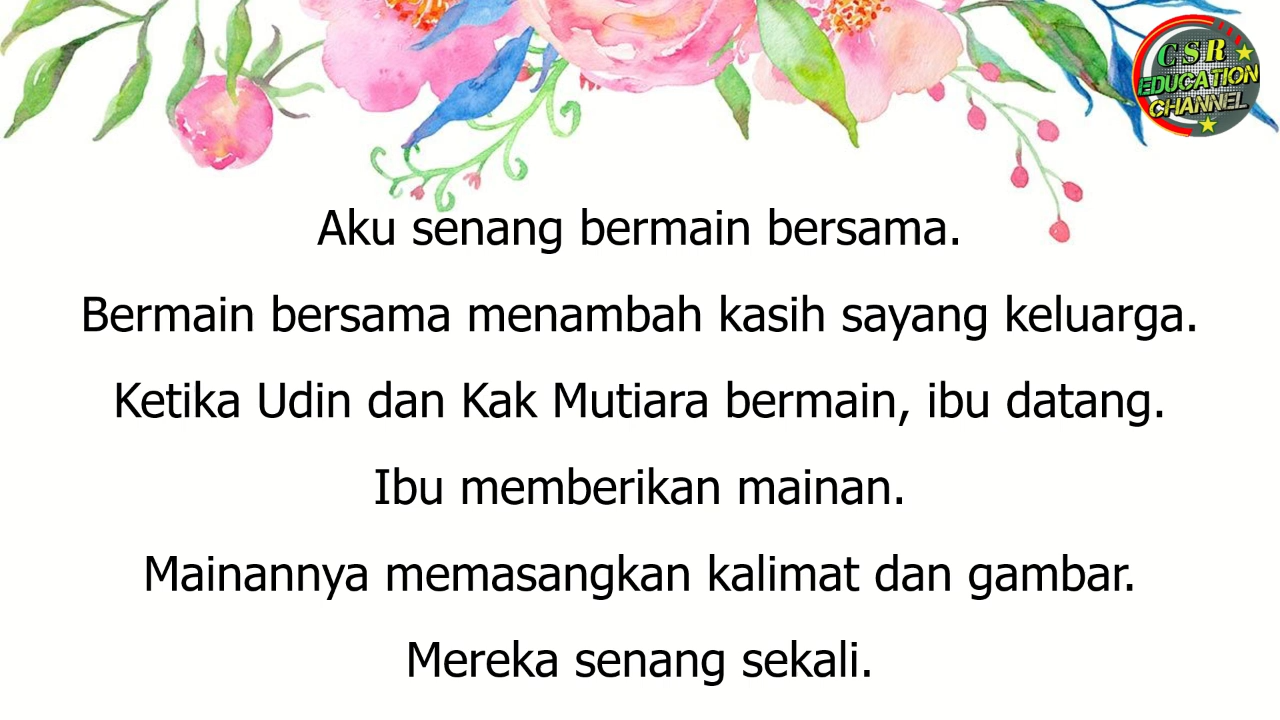 CSR
EDUCATION
CHANNEL
Aku senang bermain bersama.
Bermain bersama menambah kasih sayang keluarga.
Ketika Udin dan Kak Mutiara bermain, ibu datang.
Ibu memberikan mainan.
Mainannya memasangkan kalimat dan gambar.
Mereka senang sekali.